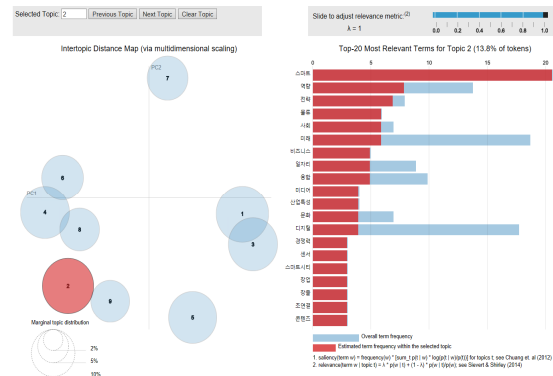 Selected Topic: 2 Previous Topic Next Topic Clear Topic
Slide to adjust relevance metric:(2)
λ = 1
0.0 0.2 0.4 0.6 0.8 1.0
Intertopic Distance Map (via multidimensional scaling)
PC2
PC1
7
6
4
8
1
3
2
9
5
Marginal topic distribution
2%
5%
10%
Top-20 Most Relevant Terms for Topic 2 (13.8% of tokens)
0 5 10 15 20
스마트
역량
전략
물류
사회
미래
비즈니스
일자리
융합
미디어
산업특성
문화
디지털
경쟁력
센서
스마트시티
창업
창출
초연결
콘텐츠
Overall term frequency
Estimated term frequency within the selected topic
1. saliency(term w) = frequency(w) * [sum_t p(t | w) * log(p(t | w)/p(t))] for topics t; see Chuang et. al (2012)
2. relevance(term w | topic t) = λ * p(w | t) + (1 - λ) * p(w | t)/p(w); see Sievert & Shirley (2014)